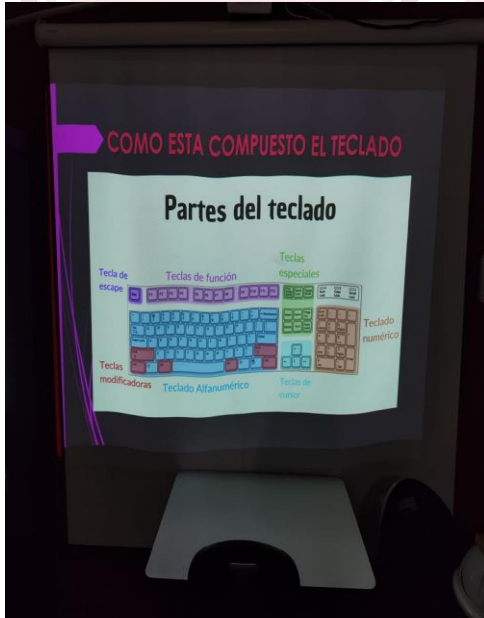 COMO ESTA COMPUESTO EL TECLADO
Partes del teclado
Teclas
especiales
Tecla de
escape
Teclas de función
Teclado
numérico
Teclas
modificadoras
Teclado Alfanumérico
Teclas de
cursor